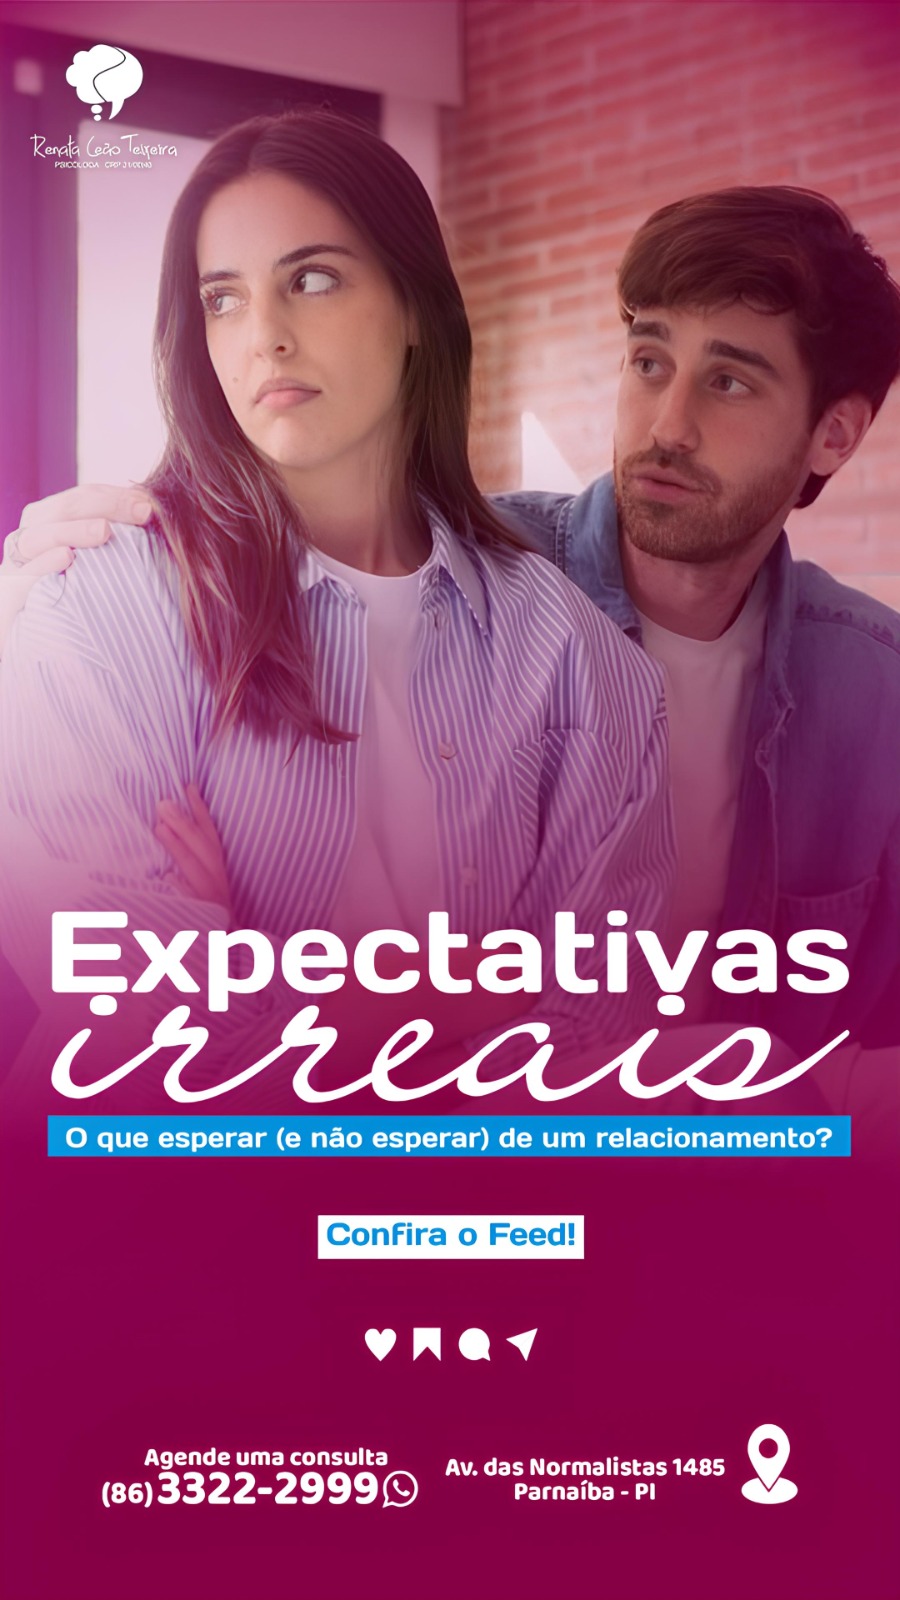 Renata Leão Teixeira
PSICÓLOGA
Expectativas
irreais
O que esperar (e não esperar) de um relacionamento?
Confira o Feed!
Agende uma consulta
(86) 3322-2999
Av. das Normalistas 1485
Parnaíba - PI